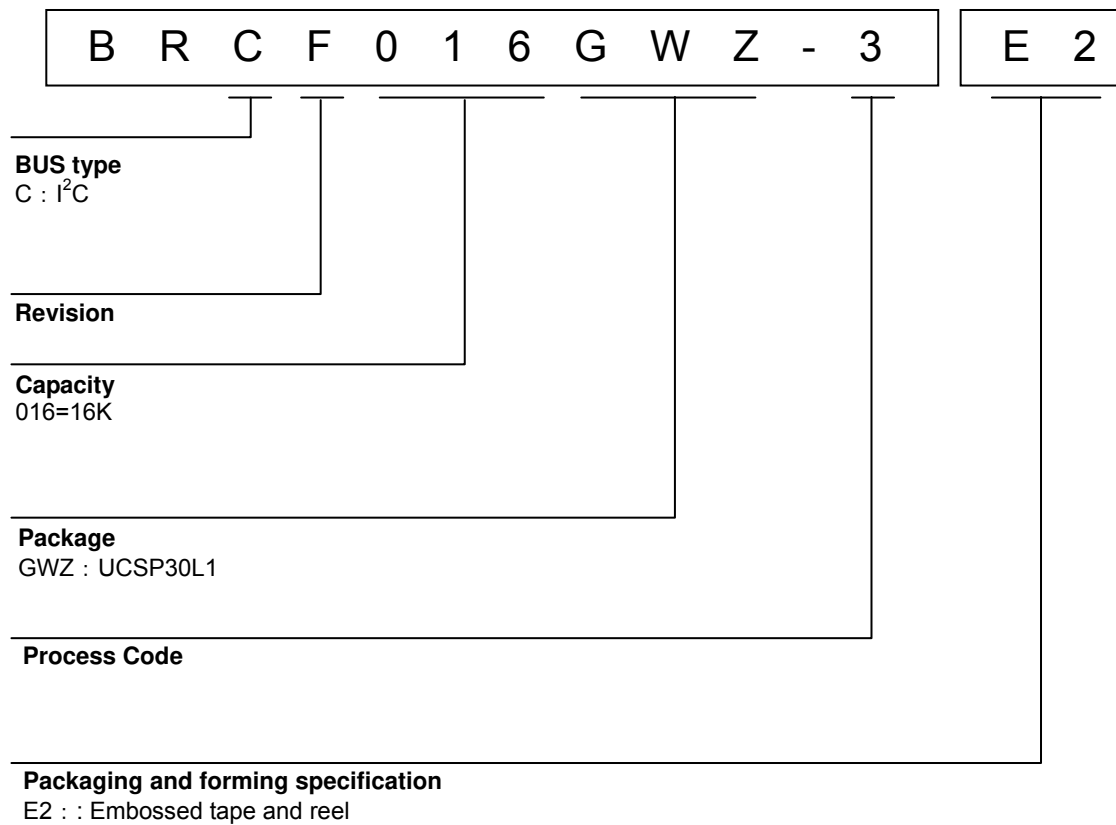 B R C F 0 1 6 G W Z - 3 E 2
BUS type
C : I²C
Revision
Capacity
016=16K
Package
GWZ : UCSP30L1
Process Code
Packaging and forming specification
E2 : : Embossed tape and reel